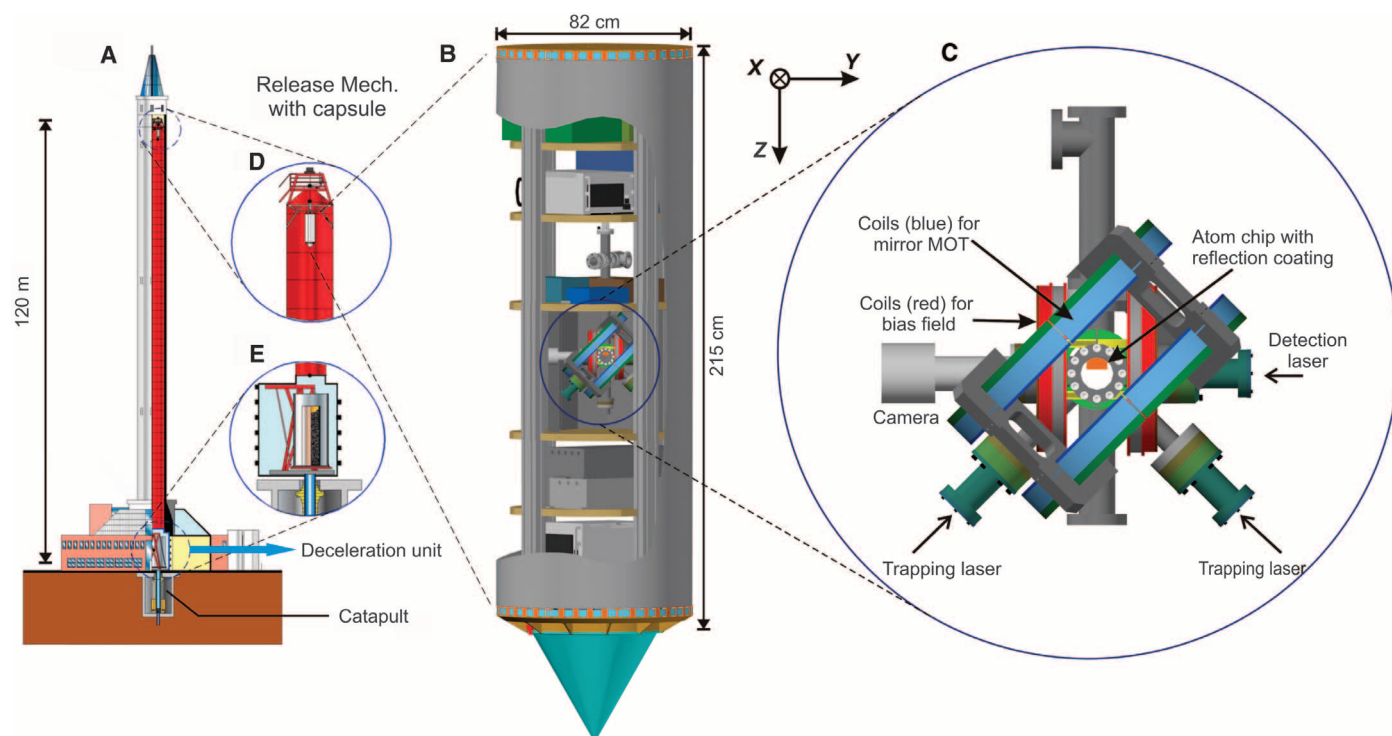 A
Release Mech.
with capsule
D
E
120 m
Deceleration unit
Catapult
B
82 cm
215 cm
X
Y
Z
C
Coils (blue) for
mirror MOT
Atom chip with
reflection coating
Coils (red) for
bias field
Detection
laser
Camera
Trapping laser
Trapping laser